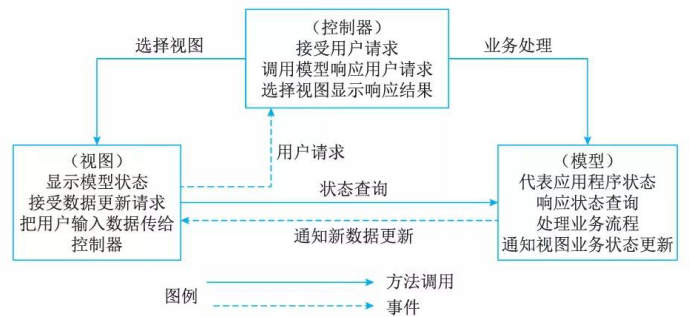 （控制器）
接受用户请求
调用模型响应用户请求
选择视图显示响应结果
选择视图
业务处理
用户请求
（视图）
显示模型状态
接受数据更新请求
把用户输入数据传给
控制器
状态查询
通知新数据更新
（模型）
代表应用程序状态
响应状态查询
处理业务流程
通知视图业务状态更新
图例
方法调用
事件